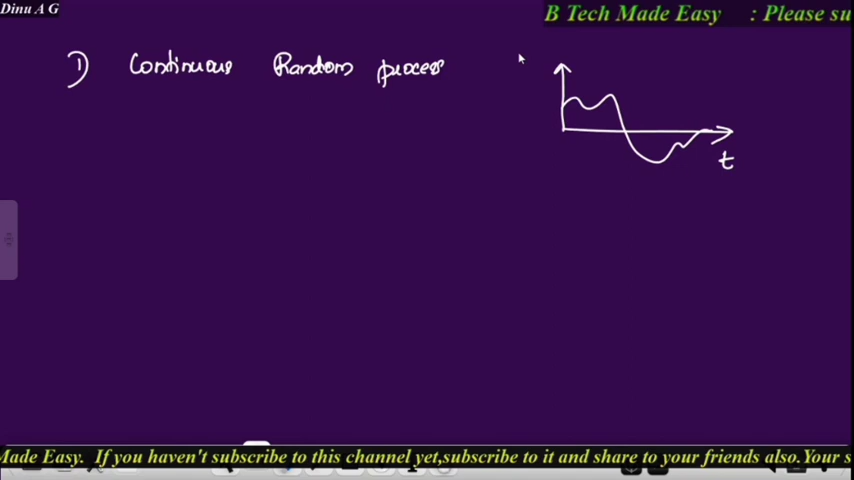 Dinu A G
B Tech Made Easy : Please su
1) Continuous Random process
t
Made Easy. If you haven't subscribe to this channel yet,subscribe to it and share to your friends also.Your s